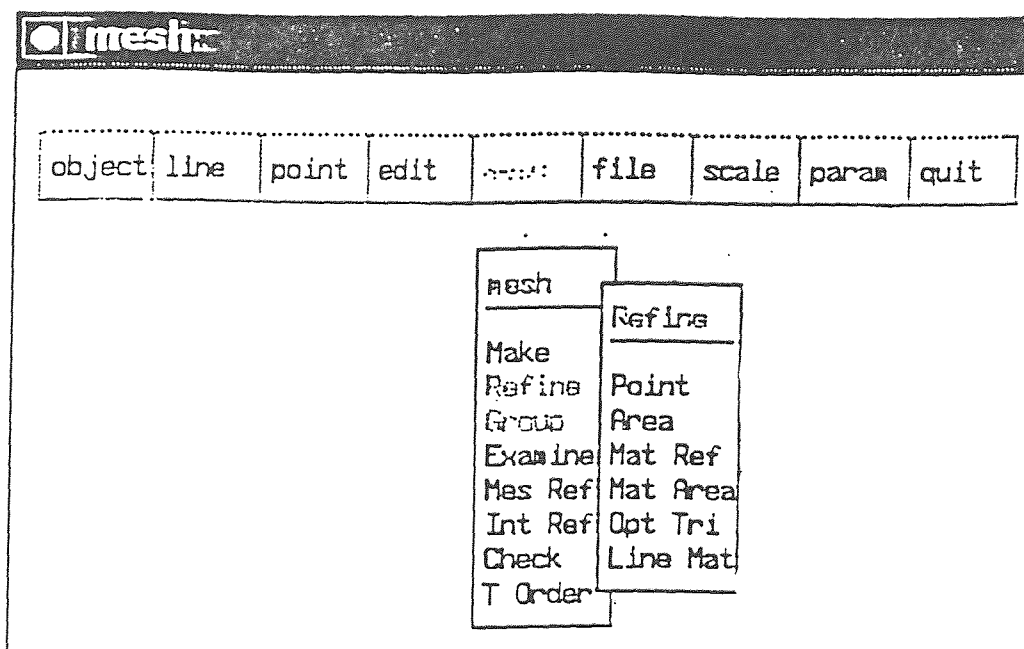 mesh
object line point edit file scale param quit
mesh
Make
Refine
Group
Examine
Mes Ref
Int Ref
Check
T Order
Refine
Point
Area
Mat Ref
Mat Area
Opt Tri
Line Mat